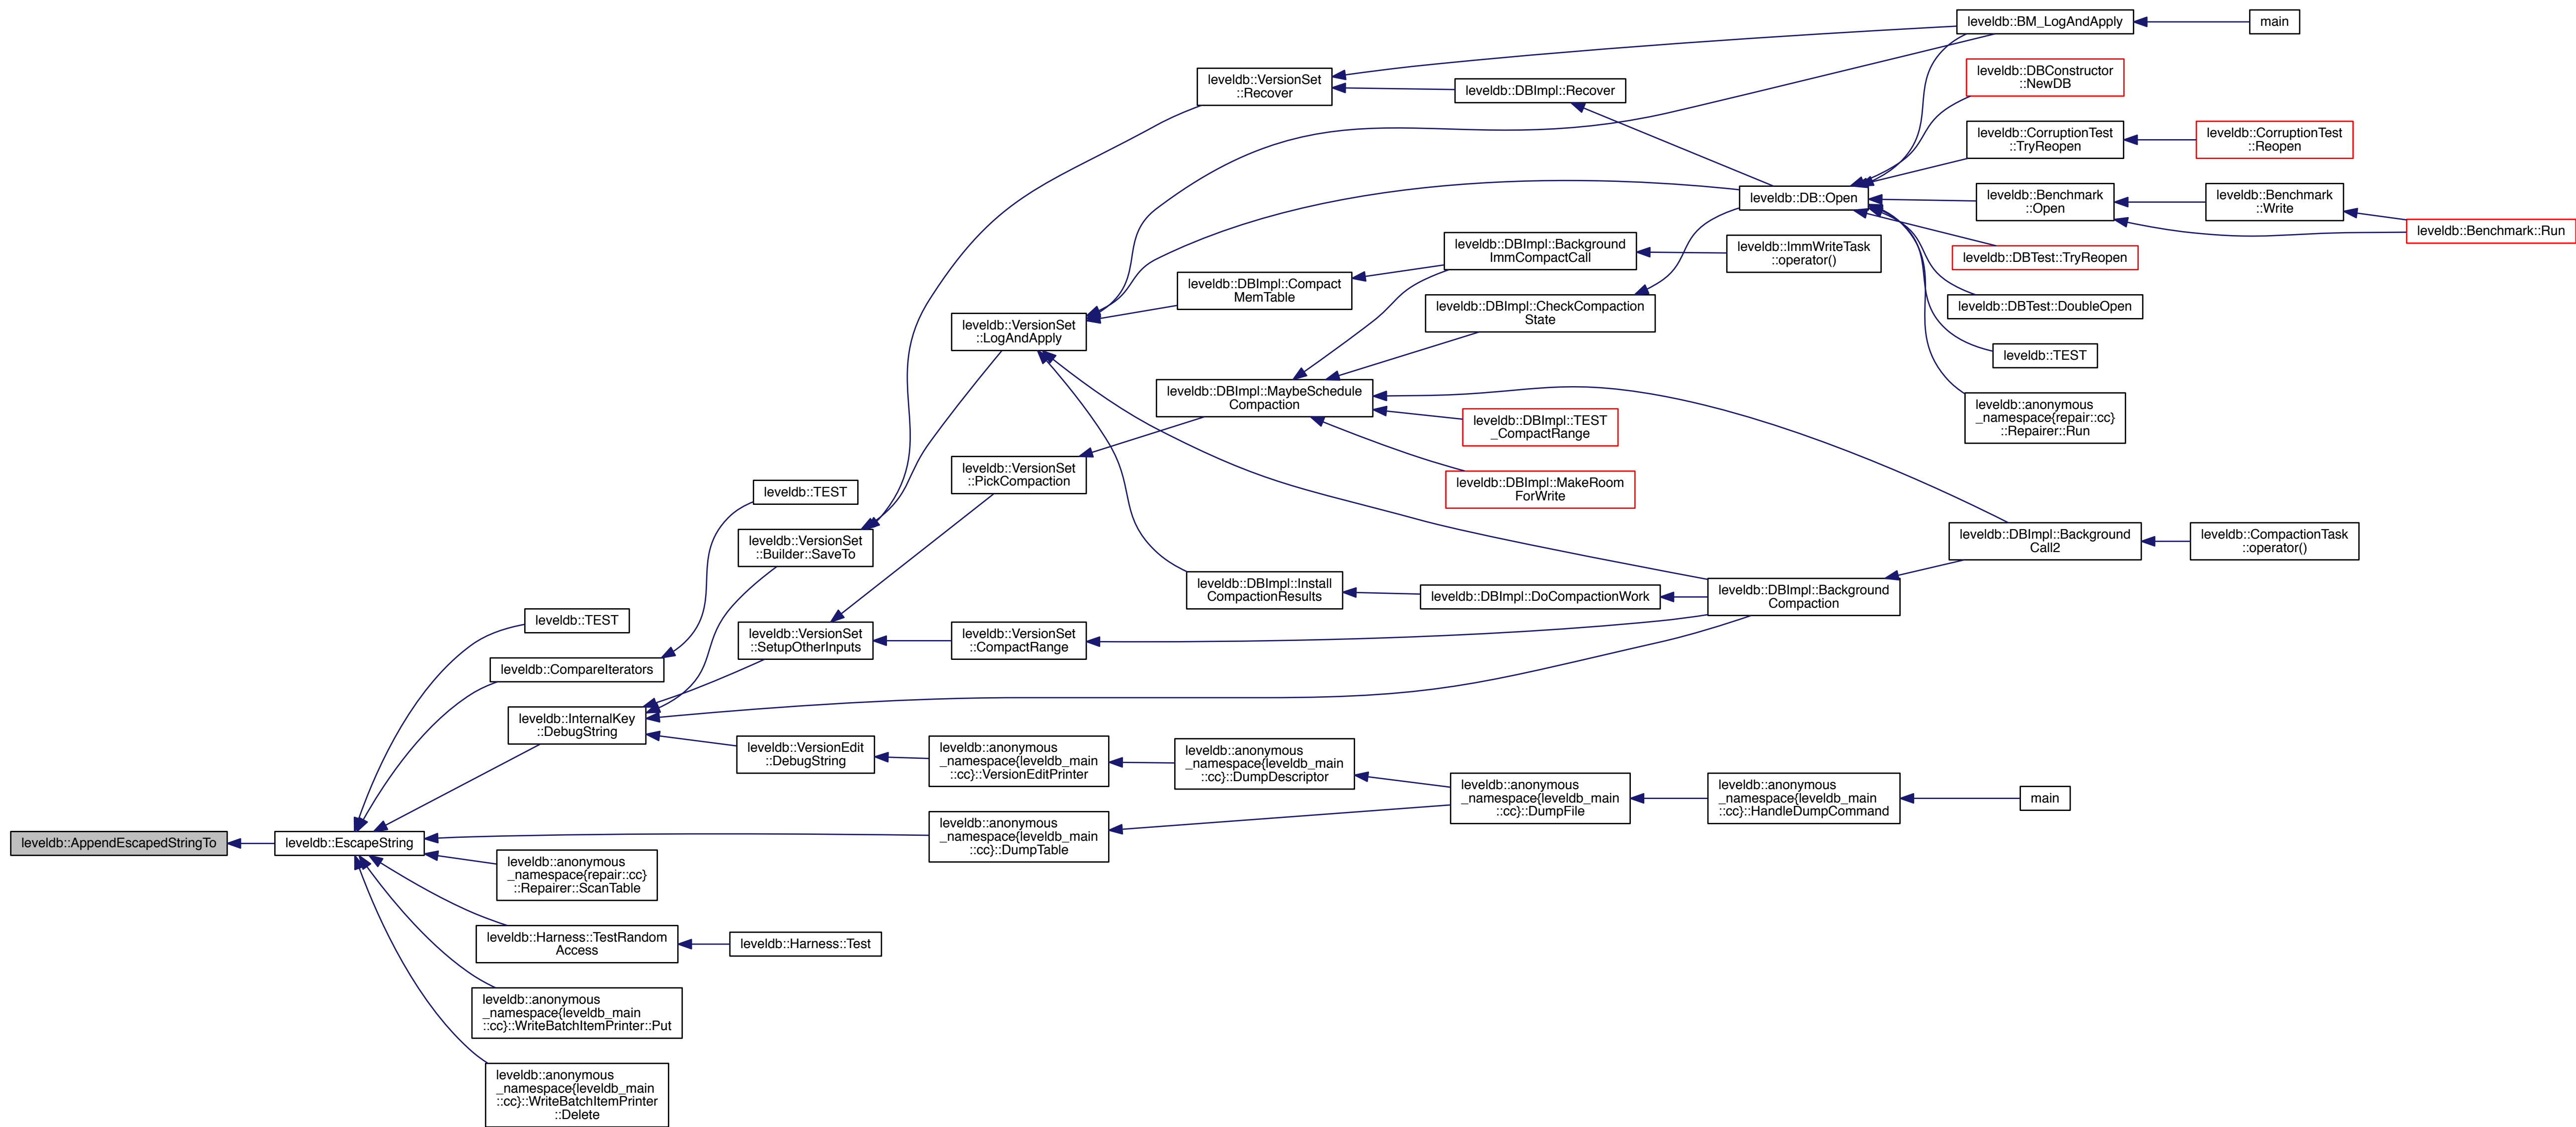 leveldb::BM_LogAndApply
main
leveldb::VersionSet
::Recover
leveldb::DBImpl::Recover
leveldb::DBConstructor
::NewDB
leveldb::CorruptionTest
::TryReopen
leveldb::CorruptionTest
::Reopen
leveldb::DB::Open
leveldb::Benchmark
::Open
leveldb::Benchmark
::Write
leveldb::Benchmark::Run
leveldb::DBImpl::Background
ImmCompactCall
leveldb::ImmWriteTask
::operator()
leveldb::DBTest::TryReopen
leveldb::DBImpl::Compact
MemTable
leveldb::DBImpl::CheckCompaction
State
leveldb::DBTest::DoubleOpen
leveldb::VersionSet
::LogAndApply
leveldb::TEST
leveldb::DBImpl::MaybeSchedule
Compaction
leveldb::DBImpl::TEST
_CompactRange
leveldb::anonymous
_namespace{repair::cc}
::Repairer::Run
leveldb::VersionSet
::PickCompaction
leveldb::DBImpl::MakeRoom
ForWrite
leveldb::TEST
leveldb::VersionSet
::Builder::SaveTo
leveldb::DBImpl::Background
Call2
leveldb::CompactionTask
::operator()
leveldb::DBImpl::Install
CompactionResults
leveldb::DBImpl::DoCompactionWork
leveldb::DBImpl::Background
Compaction
leveldb::TEST
leveldb::VersionSet
::SetupOtherInputs
leveldb::VersionSet
::CompactRange
leveldb::CompareIterators
leveldb::InternalKey
::DebugString
leveldb::VersionEdit
::DebugString
leveldb::anonymous
_namespace{leveldb_main
::cc}::VersionEditPrinter
leveldb::anonymous
_namespace{leveldb_main
::cc}::DumpDescriptor
leveldb::anonymous
_namespace{leveldb_main
::cc}::DumpFile
leveldb::anonymous
_namespace{leveldb_main
::cc}::HandleDumpCommand
main
leveldb::AppendEscapedStringTo
leveldb::EscapeString
leveldb::anonymous
_namespace{leveldb_main
::cc}::DumpTable
leveldb::anonymous
_namespace{repair::cc}
::Repairer::ScanTable
leveldb::Harness::TestRandom
Access
leveldb::Harness::Test
leveldb::anonymous
_namespace{leveldb_main
::cc}::WriteBatchItemPrinter::Put
leveldb::anonymous
_namespace{leveldb_main
::cc}::WriteBatchItemPrinter
::Delete